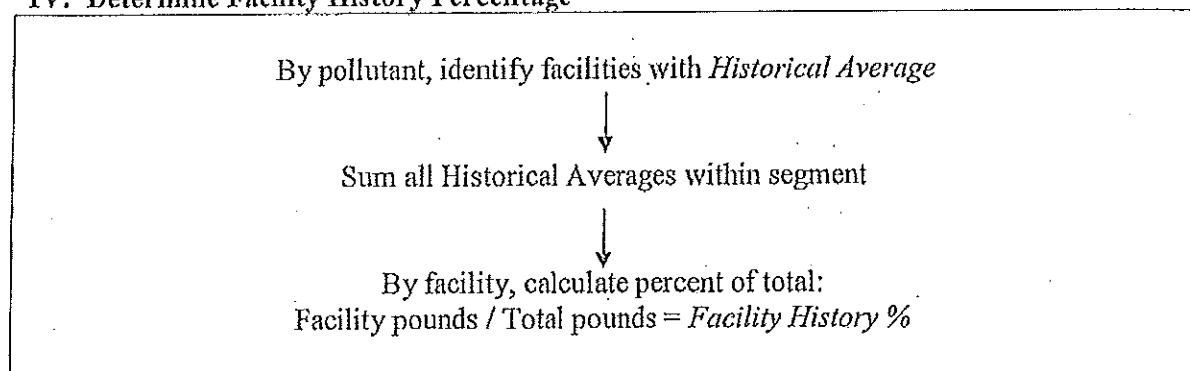 IV. Determine Facility History Percentage
By pollutant, identify facilities with Historical Average
Sum all Historical Averages within segment
By facility, calculate percent of total:
Facility pounds / Total pounds = Facility History %